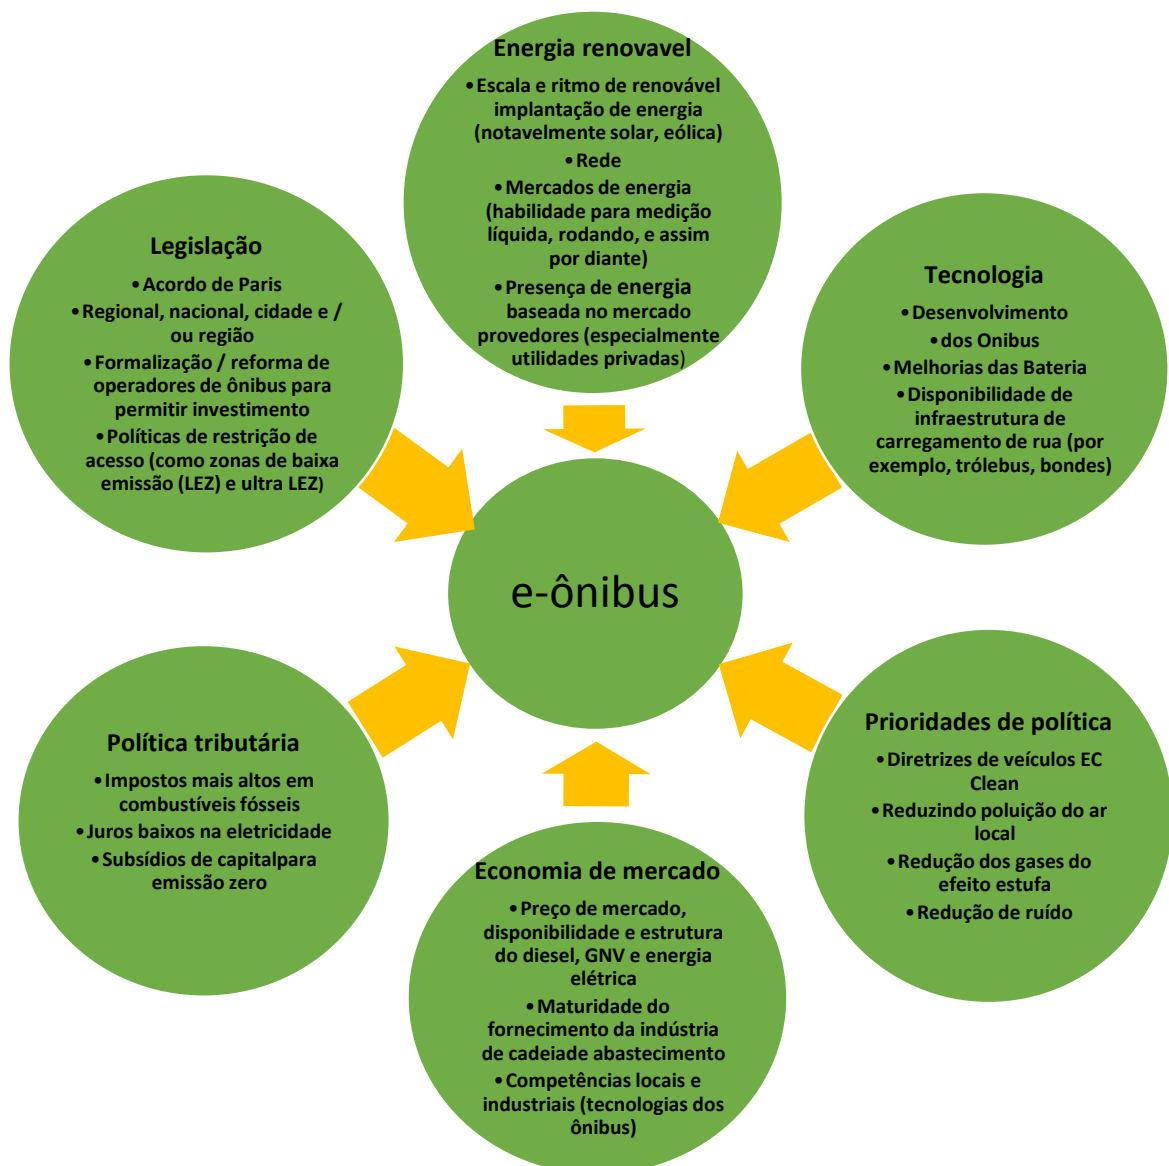 Energia renovavel
•Escala e ritmo de renovável
implantação de energia
(notavelmente solar, eólica)
•Rede
•Mercados de energia
(habilidade para medição
líquida, rodando, e assim
por diante)
•Presença de energia
baseada no mercado
provedores (especialmente
utilidades privadas)
Legislação
•Acordo de Paris
•Regional, nacional, cidade e /
ou região
•Formalização / reforma de
operadores de ônibus para
permitir investimento
•Políticas de restrição de
acesso (como zonas de baixa
emissão (LEZ) e ultra LEZ)
Tecnologia
•Desenvolvimento
•dos Onibus
•Melhorias das Bateria
•Disponibilidade de
infraestrutura de
carregamento de rua (por
exemplo, trólebus, bondes)
e-ônibus
Política tributária
•Impostos mais altos em
combustíveis fósseis
•Juros baixos na eletricidade
•Subsídios de capitalpara
emissão zero
Prioridades de política
•Diretrizes de veículos EC
Clean
•Reduzindo poluição do ar
local
•Redução dos gases do
efeito estufa
•Redução de ruído
Economia de mercado
•Preço de mercado,
disponibilidade e estrutura
do diesel, GNV e energia
elétrica
•Maturidade do
fornecimento da indústria
de cadeiade abastecimento
•Competências locais e
industriais (tecnologias dos
ônibus)